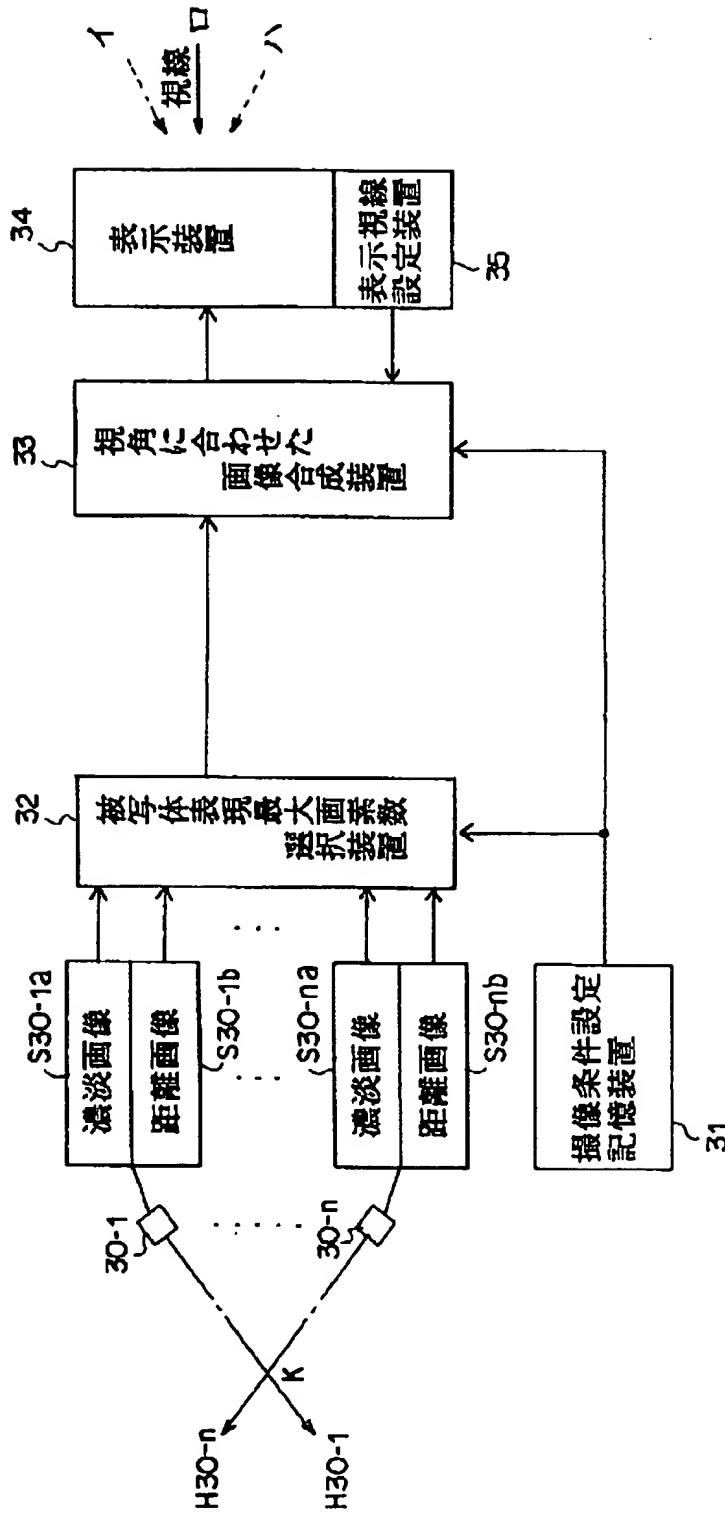 H30-n
H30-1
K
30-1
30-n
S30-1a
濃淡画像
距離画像
S30-1b
S30-na
濃淡画像
距離画像
S30-nb
撮像条件設定
記憶装置
31
32
被写体表現最大画素数
選択装置
33
視角に合わせた
画像合成装置
34
表示装置
表示視線
設定装置
35
視線
イ
ロ
ハ